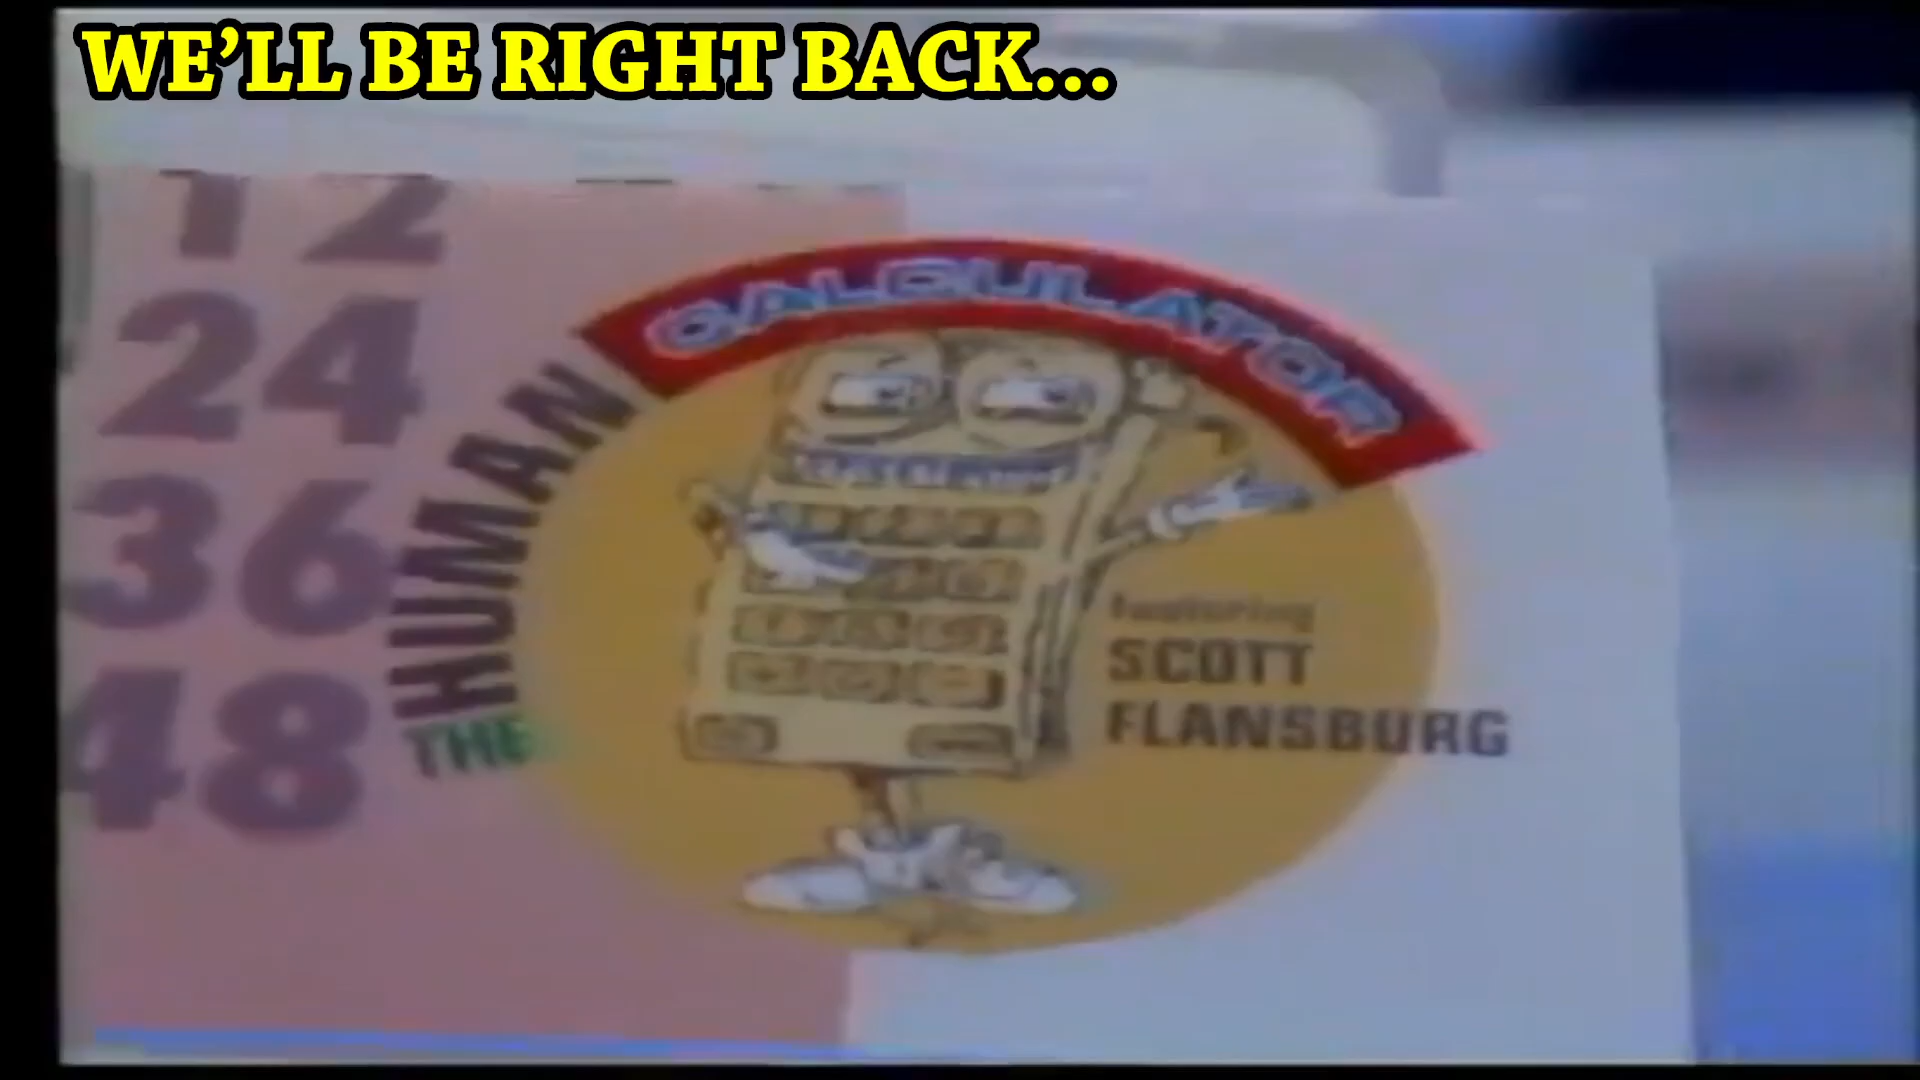 WE'LL BE RIGHT BACK...
12
24
36
48
THE HUMAN
CALCULATOR
featuring
SCOTT
FLANSBURG